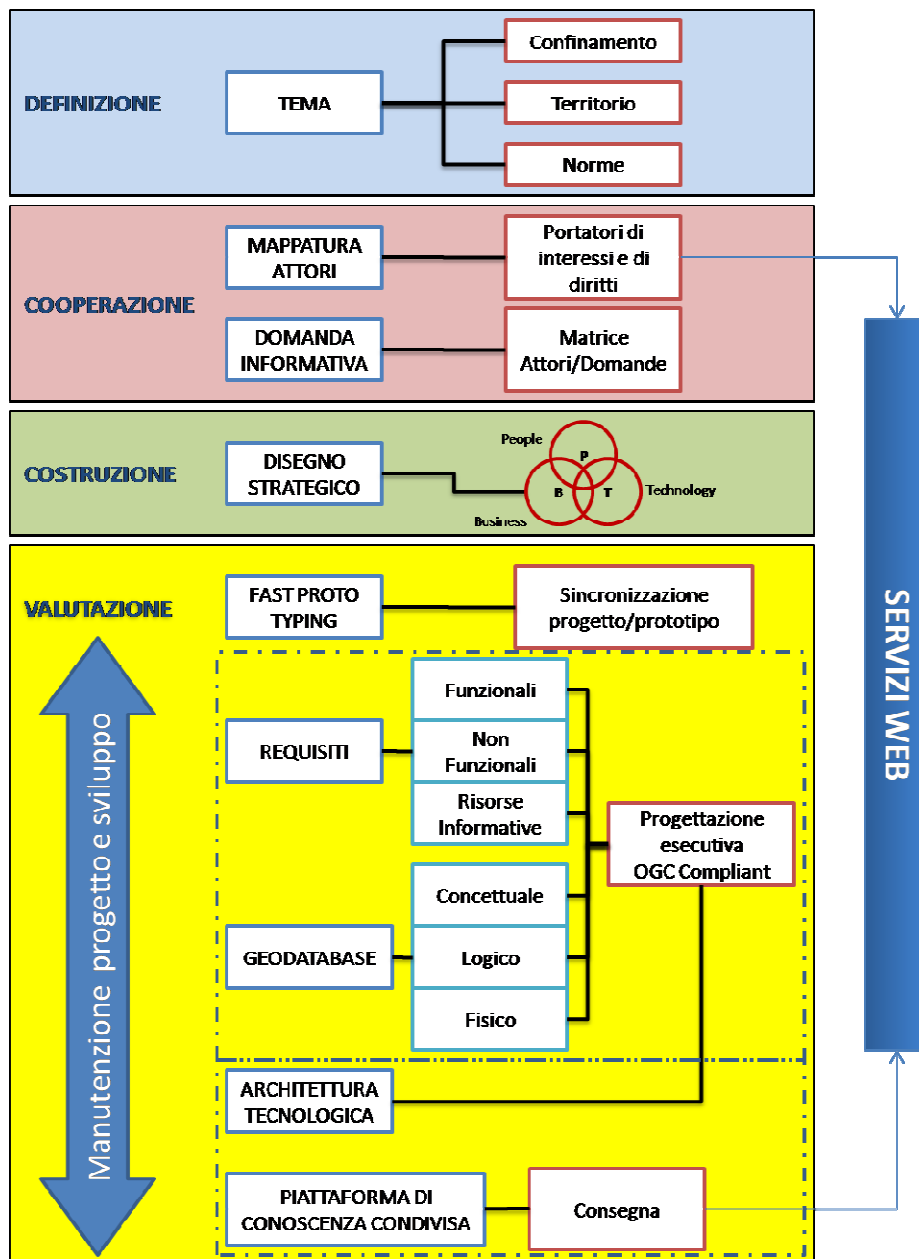 DEFINIZIONE
TEMA
Confinamento
Territorio
Norme
COOPERAZIONE
MAPPATURA
ATTORI
Portatori di
interessi e di
diritti
DOMANDA
INFORMATIVA
Matrice
Attori/Domande
COSTRUZIONE
DISEGNO
STRATEGICO
People
P
B
T
Technology
Business
VALUTAZIONE
FAST PROTO
TYPING
Sincronizzazione
progetto/prototipo
Manutenzione progetto e sviluppo
REQUISITI
Funzionali
Non
Funzionali
Risorse
Informative
Progettazione
esecutiva
OGC Compliant
GEODATABASE
Concettuale
Logico
Fisico
ARCHITETTURA
TECNOLOGICA
PIATTAFORMA DI
CONOSCENZA CONDIVISA
Consegna
SERVIZI WEB